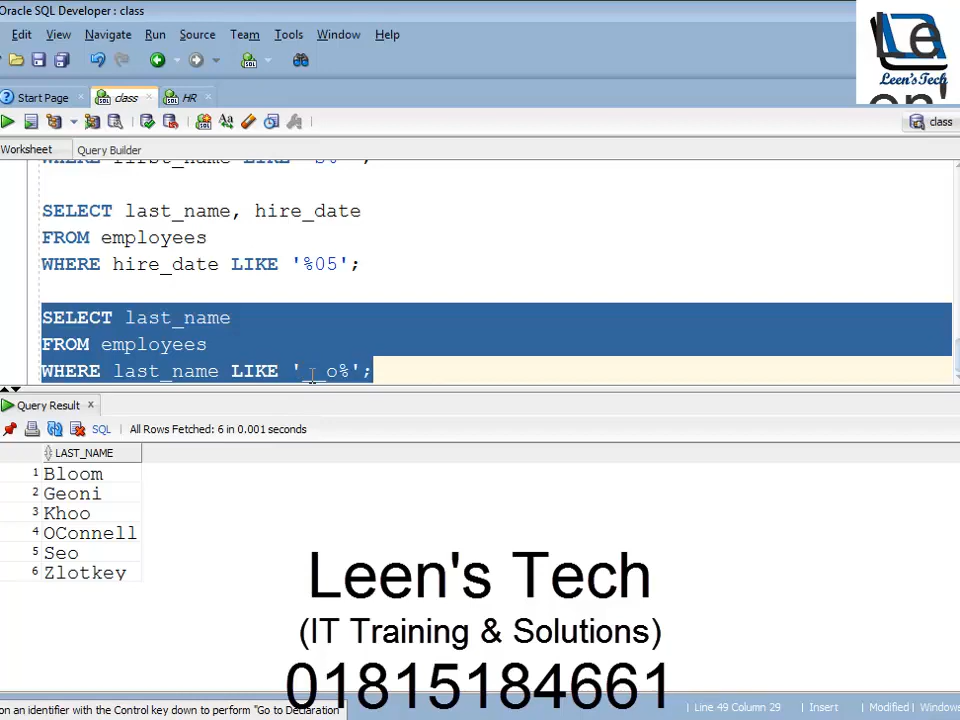 Oracle SQL Developer : class
Edit View Navigate Run Source Team Tools Window Help
Start Page class HR
class
Worksheet Query Builder
SELECT last_name, hire_date
FROM employees
WHERE hire_date LIKE '%05';
SELECT last_name
FROM employees
WHERE last_name LIKE '__o%';
Query Result
SQL | All Rows Fetched: 6 in 0.001 seconds
LAST_NAME
1 Bloom
2 Geoni
3 Khoo
4 OConnell
5 Seo
6 Zlotkey
Le
Leen'sTech
Leen's Tech
(IT Training & Solutions)
01815184661
on an identifier with the Control key down to perform "Go to Declaration
Line 49 Column 29 | Insert | Modified | Windows